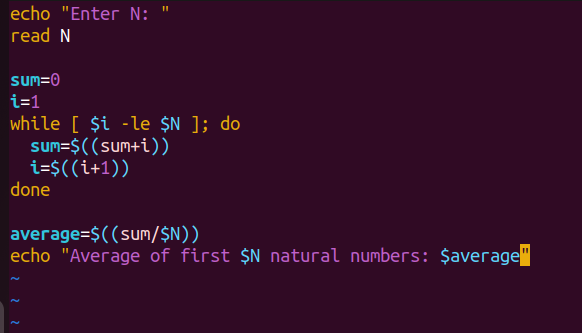 echo "Enter N: "
read N

sum=0
i=1
while [ $i -le $N ]; do
  sum=$((sum+i))
  i=$((i+1))
done

average=$((sum/$N))
echo "Average of first $N natural numbers: $average"
~
~
~